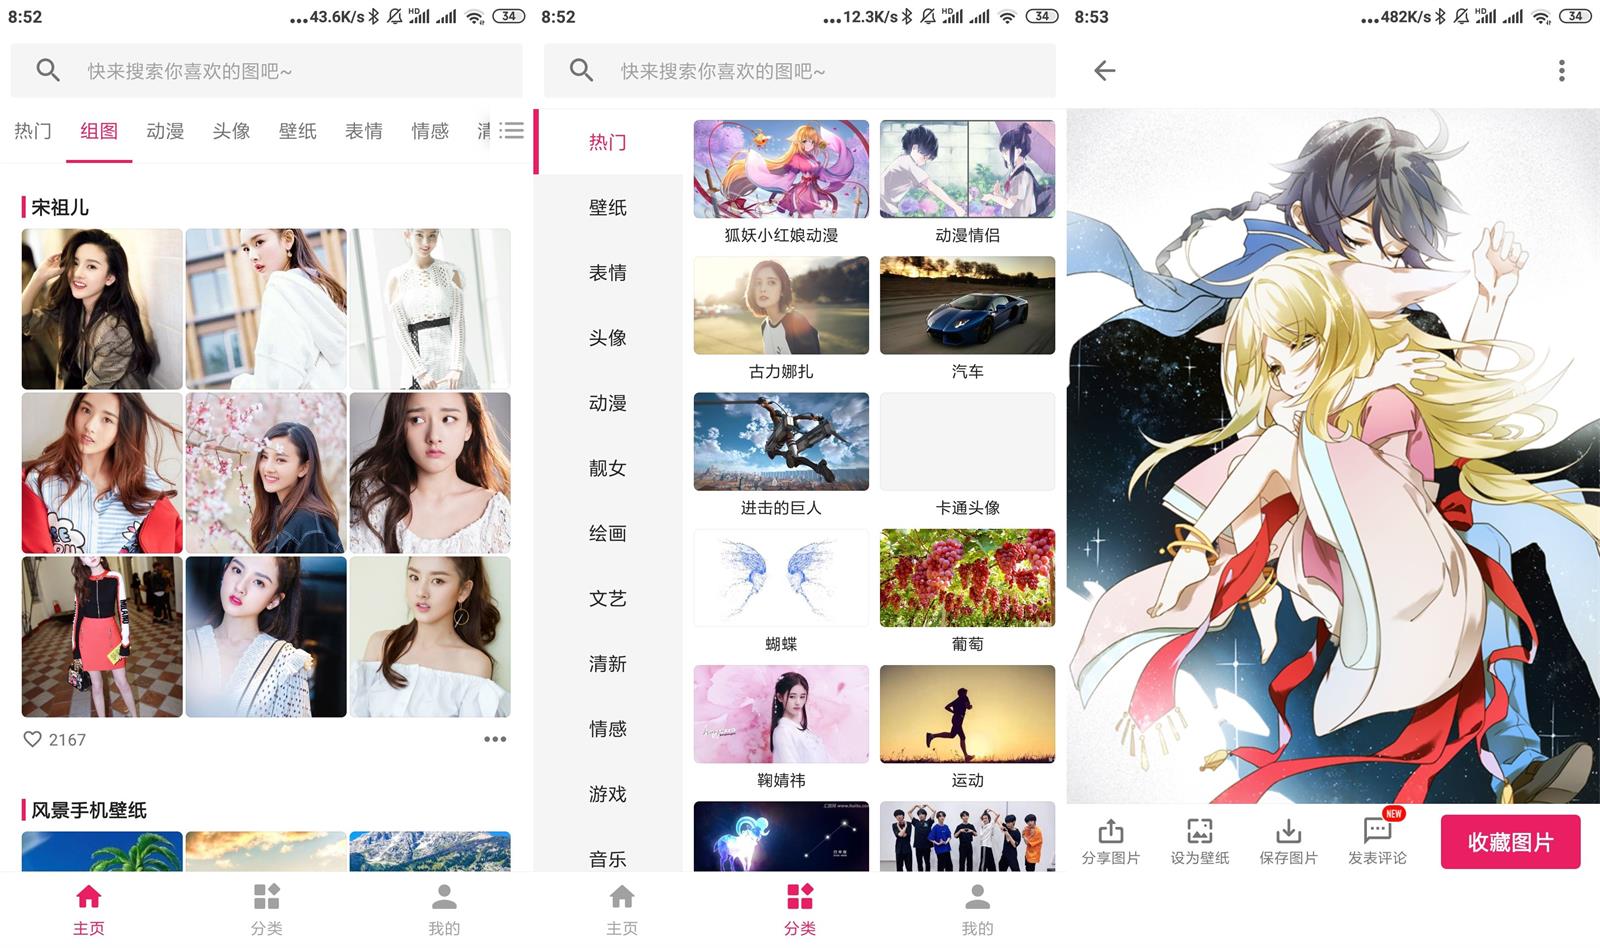 8:52
...43.6K/s
HD
34
快来搜索你喜欢的图吧~
热门
组图
动漫
头像
壁纸
表情
情感
宋祖儿
2167
风景手机壁纸
主页
分类
我的
8:52
...12.3K/s
HD
34
快来搜索你喜欢的图吧~
热门
壁纸
表情
头像
动漫
靓女
绘画
文艺
清新
情感
游戏
音乐
狐妖小红娘动漫
动漫情侣
古力娜扎
汽车
进击的巨人
卡通头像
蝴蝶
葡萄
鞠婧祎
运动
主页
分类
我的
8:53
...482K/s
HD
34
分享图片
设为壁纸
保存图片
NEW
发表评论
收藏图片